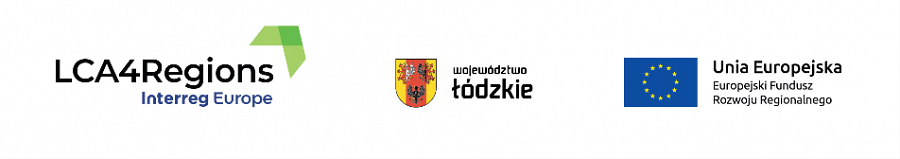 LCA4Regions
Interreg Europe
województwo
łódzkie
Unia Europejska
Europejski Fundusz
Rozwoju Regionalnego